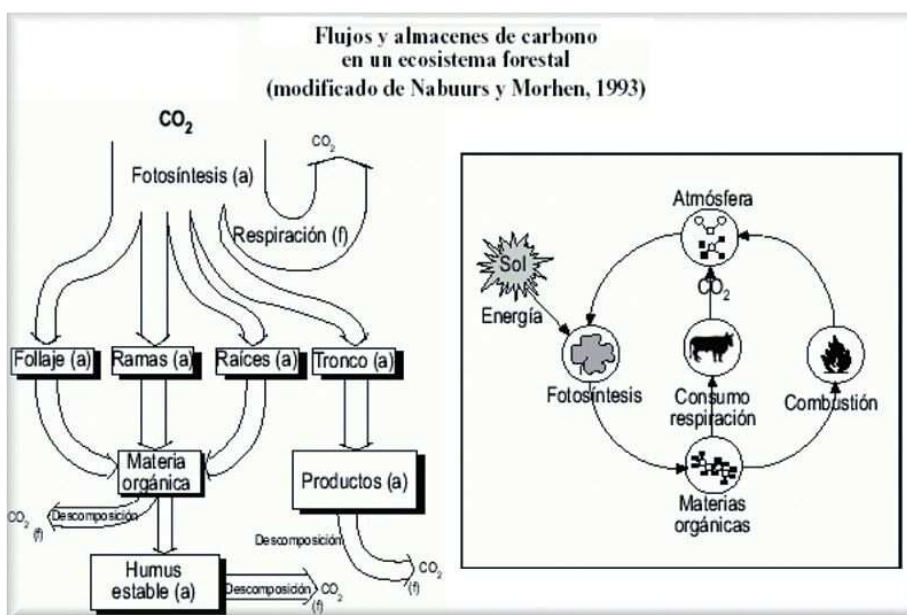 Flujos y almacenes de carbono
en un ecosistema forestal
(modificado de Nabuurs y Morhen, 1993)
CO2
CO2
Fotosíntesis (a)
Respiración (f)
Follaje (a)
Ramas (a)
Raíces (a)
Tronco (a)
Materia
orgánica
Productos (a)
CO2
(f)
Descomposición
Descomposición
CO2
(f)
Humus
estable (a)
Descomposición
(f)
CO2
Atmósfera
Sol
Energía
CO2
Fotosíntesis
Consumo
respiración
Combustión
Materias
orgánicas